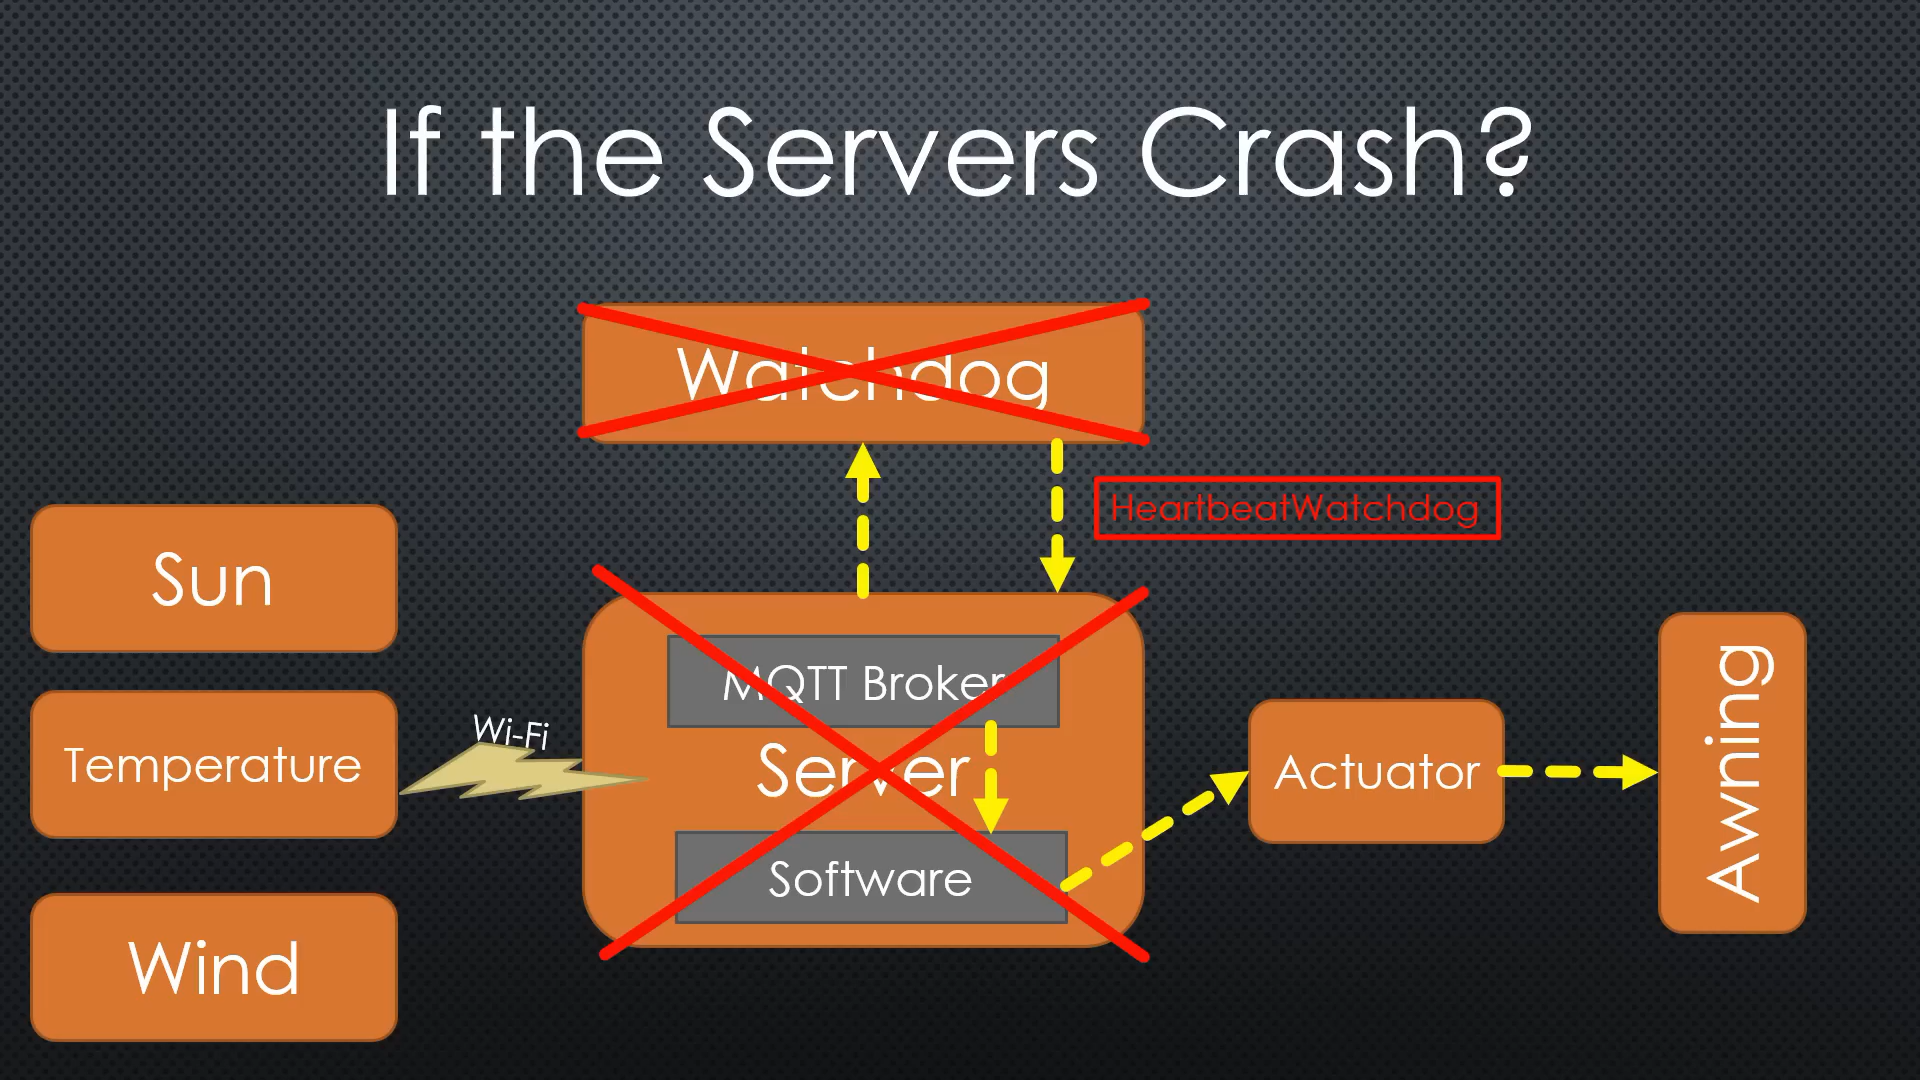 If the Servers Crash?
Watchdog
HeartbeatWatchdog
Sun
MQTT Broker
Wi-Fi
Temperature
Server
Actuator
Awning
Software
Wind